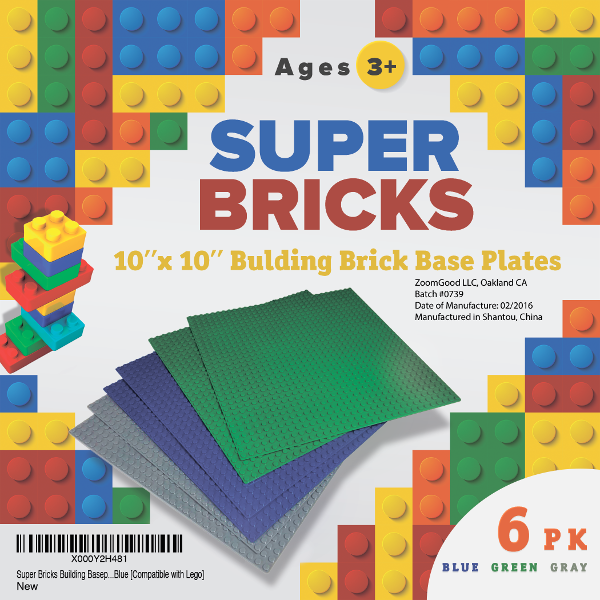 Ages 3+
SUPER
BRICKS
10"x 10" Bulding Brick Base Plates
ZoomGood LLC, Oakland CA
Batch #0739
Date of Manufacture: 02/2016
Manufactured in Shantou, China
6 PK
BLUE GREEN GRAY
X000Y2H481
Super Bricks Building Basep...Blue [Compatible with Lego]
New